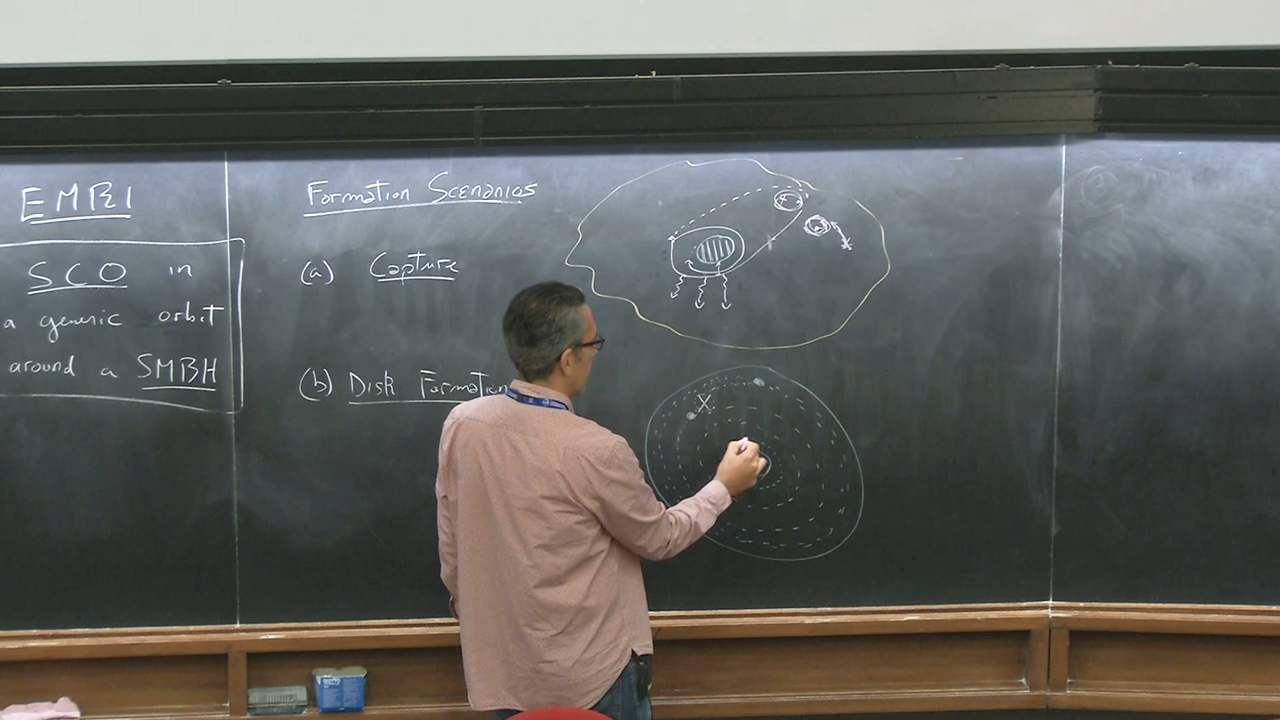 EMRI
SCO in
a generic orbit
around a SMBH
Formation Scenarios
(a) Capture
(b) Disk Formation